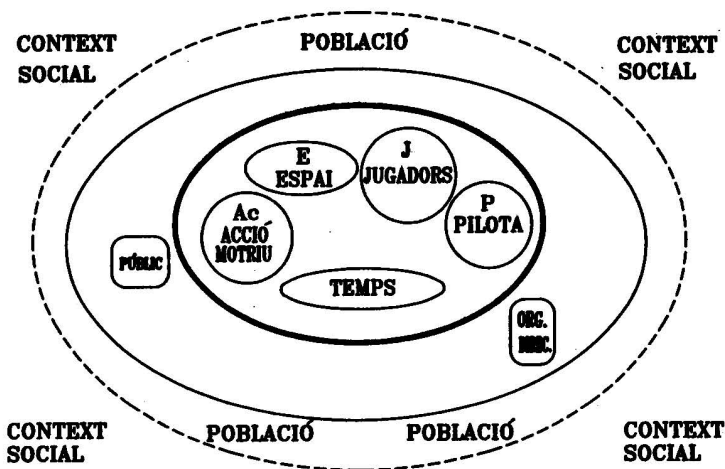 CONTEXT
SOCIAL
POBLACIÓ
CONTEXT
SOCIAL
E
ESPAI
J
JUGADORS
P
PILOTA
Ac
ACCIÓ
MOTRIU
PÚBLIC
TEMPS
ORG.
DIREC.
CONTEXT
SOCIAL
POBLACIÓ
POBLACIÓ
CONTEXT
SOCIAL